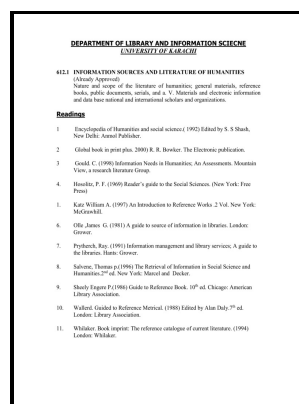 DEPARTMENT OF LIBRARY AND INFORMATION SCIECNE
UNIVERSITY OF KARACHI
612.1 INFORMATION SOURCES AND LITERATURE OF HUMANITIES
(Already Approved)
Nature and scope of the literature of humanities; general materials, reference
books, public documents, serials, and a. V. Materials and electronic information
and data base national and international scholars and organizations.
Readings
1 Encyclopedia of Humanities and social science.( 1992) Edited by S. S Shash,
New Delhi: Anmol Publisher.
2 Global book in print plus. 2000) R. R. Bowker. The Electronic publication.
3 Gould. C. (1998) Information Needs in Humanities; An Assessments. Mountain
View, a research Literature Group.
4. Hoselitz, P. F. (1969) Reader's guide to the Social Sciences. (New York: Free
Press)
1. Katz William A. (1997) An Introduction to Reference Works .2 Vol. New York:
McGrawhill.
6. Olle ,James G. (1981) A guide to source of information in libraries. London:
Grower.
7. Prytherch, Ray. (1991) Information management and library services; A guide to
the libraries. Hants: Grower.
8. Salvene, Thomas p.(1996) The Retrieval of Information in Social Science and
Humanities.2nd ed. New York: Marcel and Decker.
9. Sheely Engere P.(1986) Guide to Reference Book. 10th ed. Chicago: American
Library Association.
10. Wallerd. Guided to Reference Metrical. (1988) Edited by Alan Daly.7th ed.
London: Library Association.
11. Whilaker. Book imprint: The reference catalogue of current literature. (1994)
London: Whilaker.